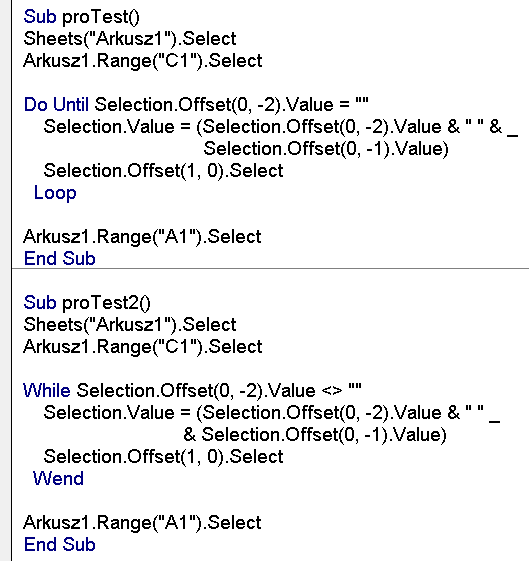 Sub proTest()
Sheets("Arkusz1").Select
Arkusz1.Range("C1").Select
Do Until Selection.Offset(0, -2).Value = ""
Selection.Value = (Selection.Offset(0, -2).Value & " " & _
Selection.Offset(0, -1).Value)
Selection.Offset(1, 0).Select
Loop
Arkusz1.Range("A1").Select
End Sub
Sub proTest2()
Sheets("Arkusz1").Select
Arkusz1.Range("C1").Select
While Selection.Offset(0, -2).Value <> ""
Selection.Value = (Selection.Offset(0, -2).Value & " " _
& Selection.Offset(0, -1).Value)
Selection.Offset(1, 0).Select
Wend
Arkusz1.Range("A1").Select
End Sub